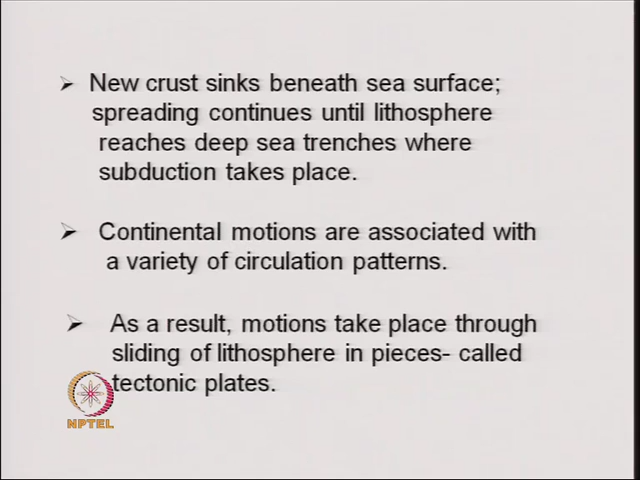 ➢ New crust sinks beneath sea surface;
spreading continues until lithosphere
reaches deep sea trenches where
subduction takes place.
➢ Continental motions are associated with
a variety of circulation patterns.
➢ As a result, motions take place through
sliding of lithosphere in pieces- called
tectonic plates.
NPTEL